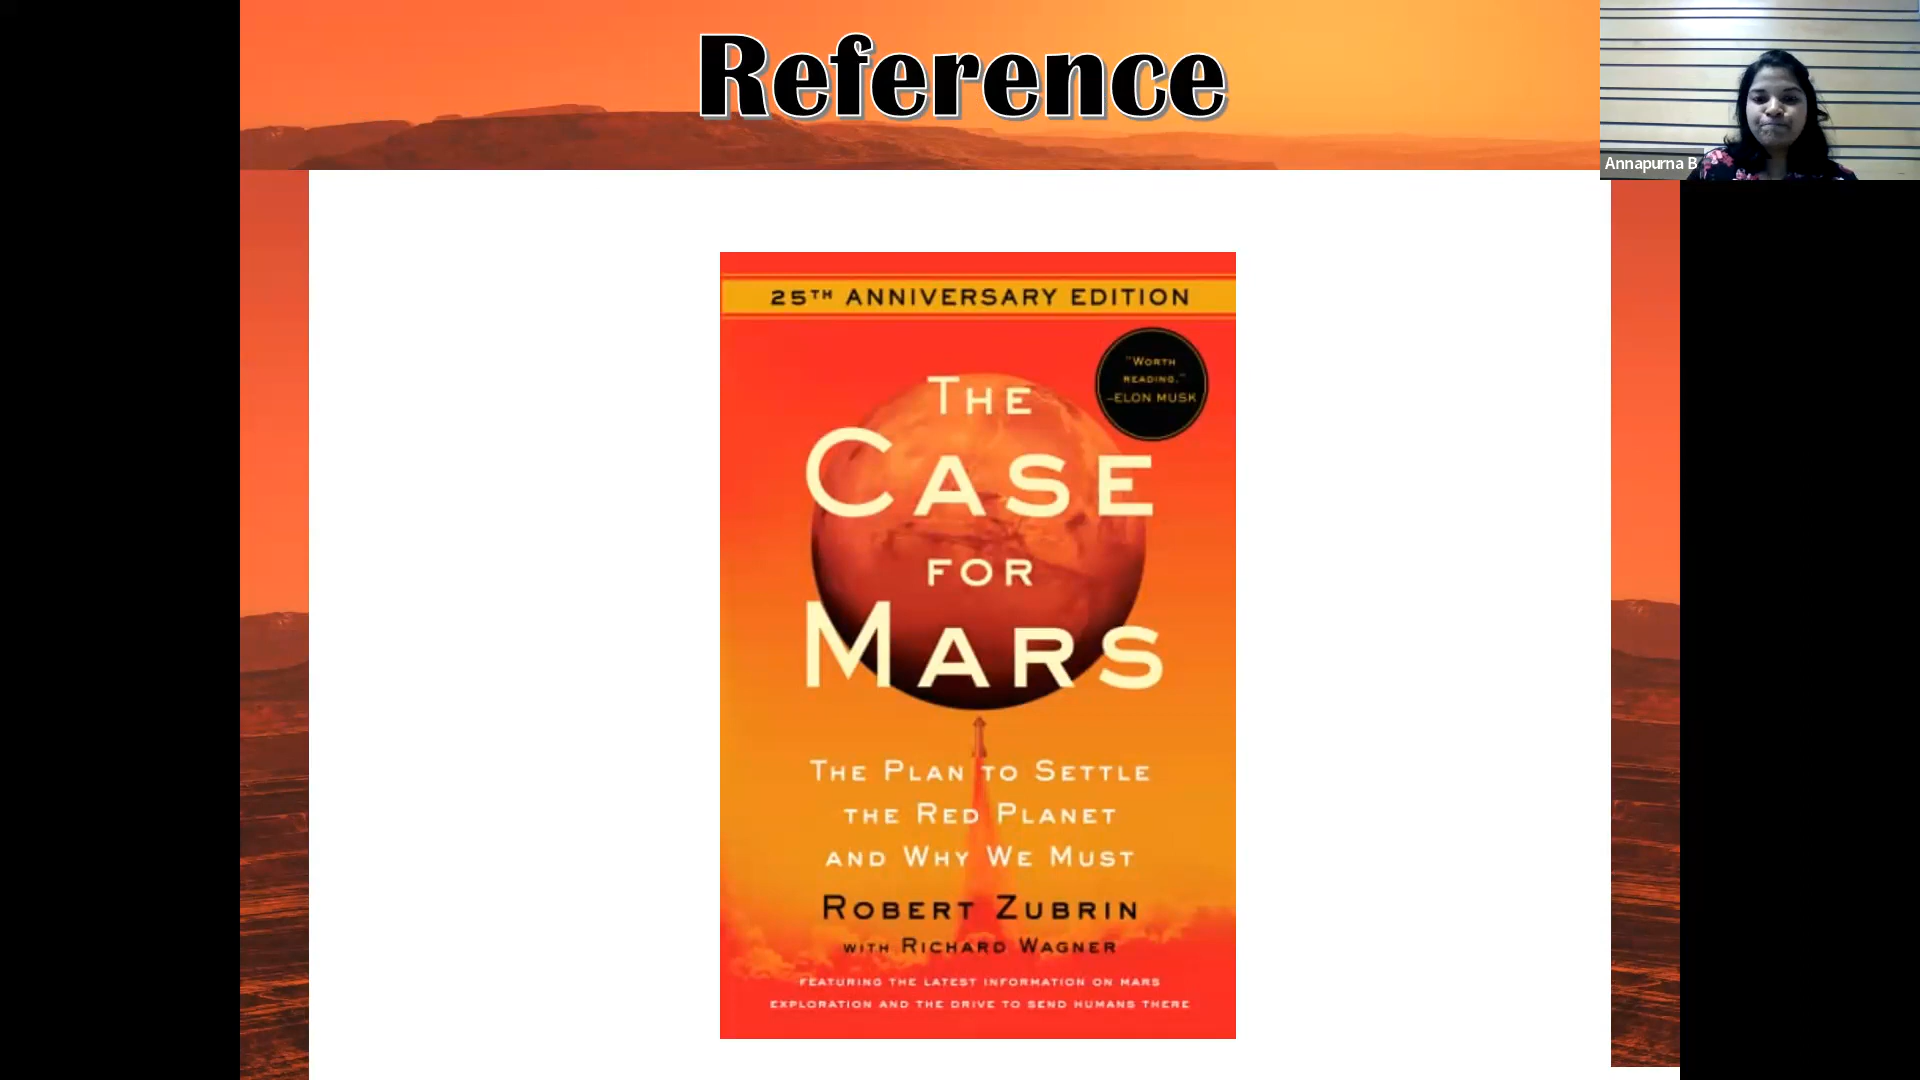 Reference
Annapurna B
25TH ANNIVERSARY EDITION
"WORTH
READING."
–ELON MUSK
THE
CASE
FOR
MARS
THE PLAN TO SETTLE
THE RED PLANET
AND WHY WE MUST
ROBERT ZUBRIN
WITH RICHARD WAGNER
FEATURING THE LATEST INFORMATION ON MARS
EXPLORATION AND THE DRIVE TO SEND HUMANS THERE